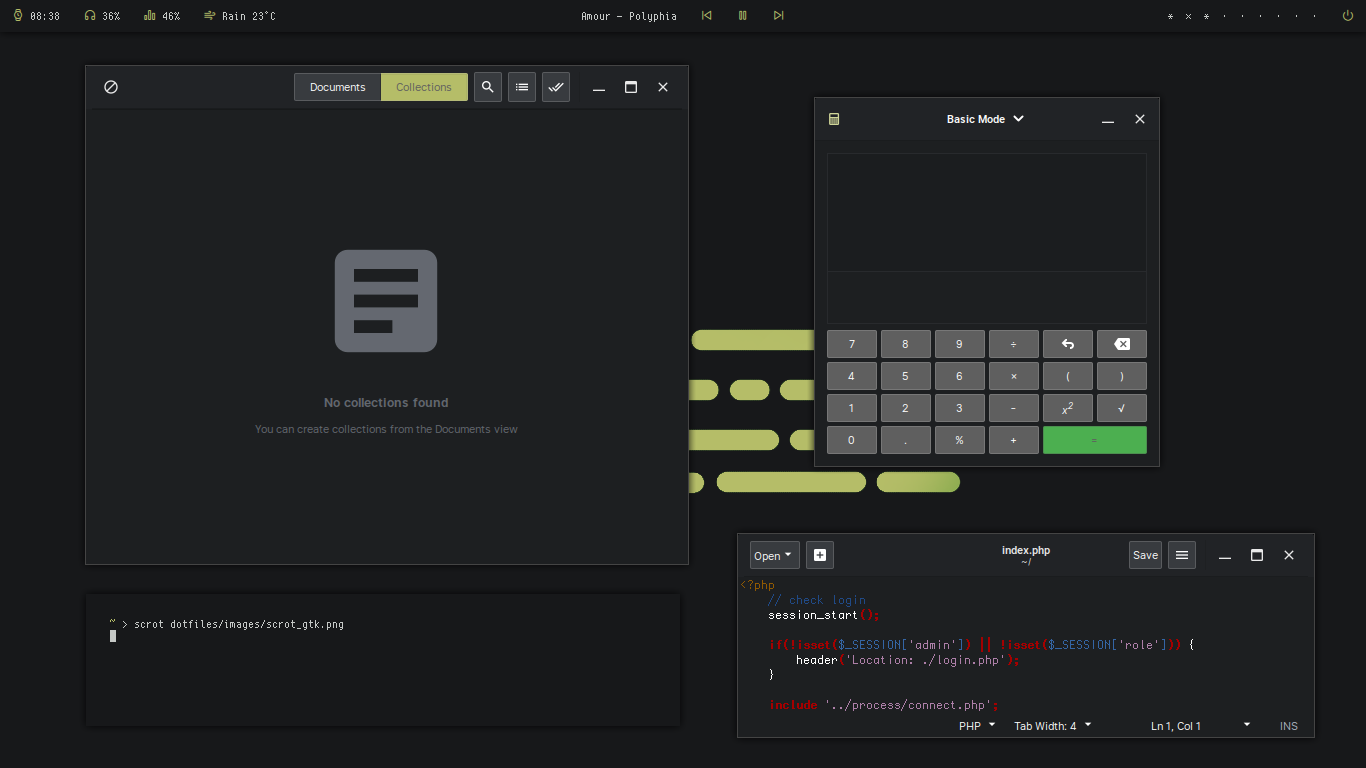 08:38 36% 46% Rain 23°C Amour - Polyphia
Documents Collections
No collections found
You can create collections from the Documents view
~ > scrot dotfiles/images/scrot_gtk.png
Basic Mode
7 8 9 ÷
4 5 6 × ( )
1 2 3 - x² √
0 . % + =
Open index.php Save
~/
<?php
// check login
session_start();
if(!isset($_SESSION['admin']) || !isset($_SESSION['role'])) {
header('Location: ./login.php');
}
include '../process/connect.php';
PHP Tab Width: 4 Ln 1, Col 1 INS